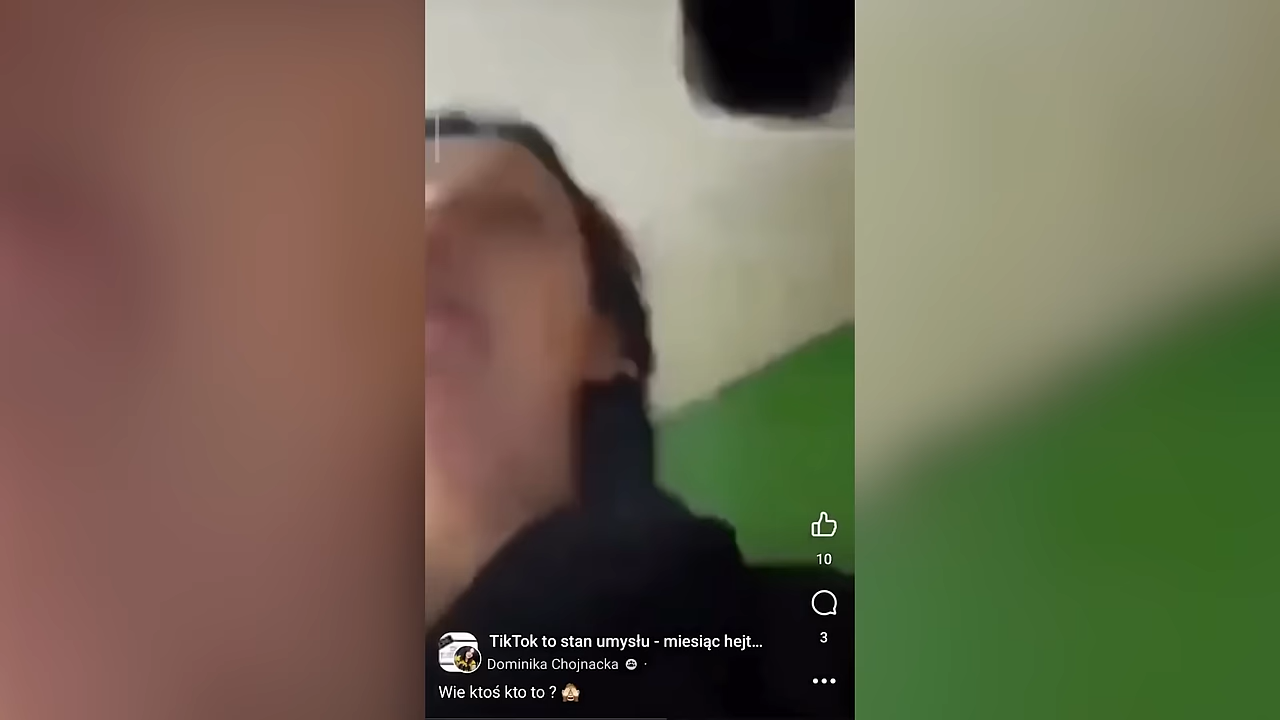 10
3
TikTok to stan umysłu - miesiąc hejt...
Dominika Chojnacka ·
Wie ktoś kto to ? 🙈